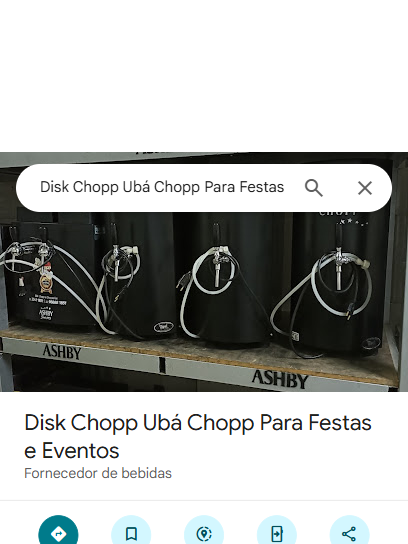 Disk Chopp Ubá Chopp Para Festas
ASHBY
ASHBY
ASHBY
Disk Chopp Ubá Chopp Para Festas
e Eventos
Fornecedor de bebidas